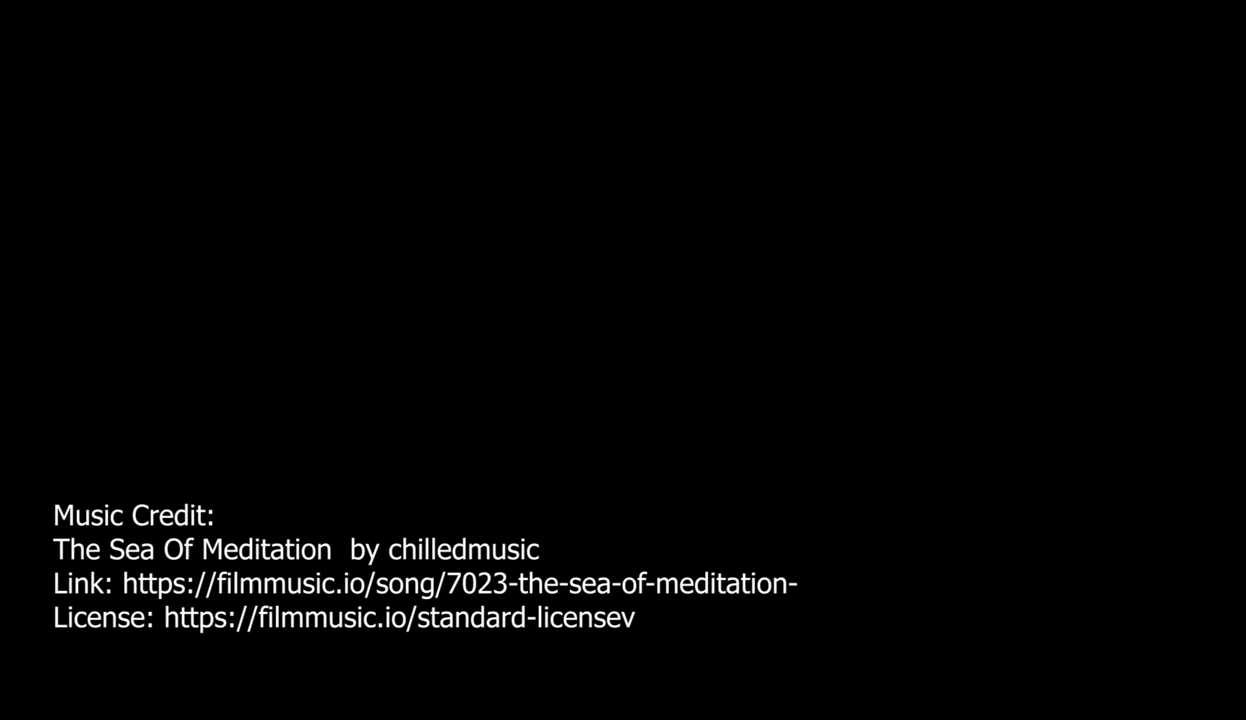 Music Credit:
The Sea Of Meditation  by chilledmusic
Link: https://filmmusic.io/song/7023-the-sea-of-meditation-
License: https://filmmusic.io/standard-licensev